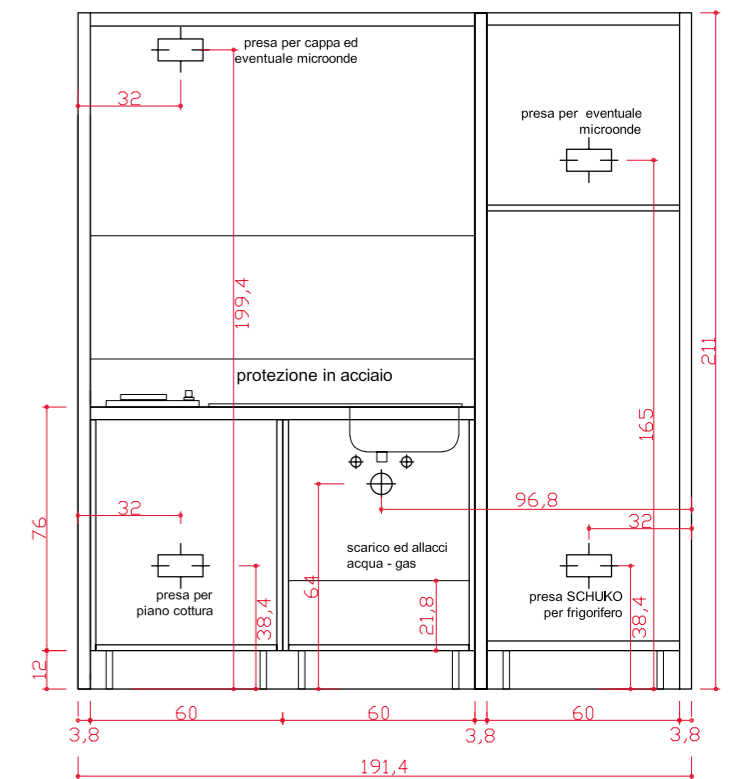 presa per cappa ed
eventuale microonde
32
presa per eventuale
microonde
199,4
211
protezione in acciaio
165
96,8
32
32
76
scarico ed allacci
acqua - gas
64
presa per
piano cottura
38,4
21,8
presa SCHUKO
per frigorifero
38,4
12
60
60
60
3,8
3,8
3,8
191,4